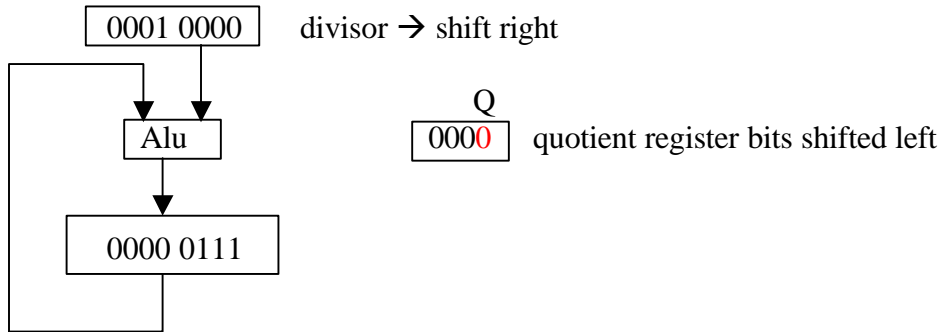 0001 0000 divisor → shift right
Q
Alu 0000 quotient register bits shifted left
0000 0111